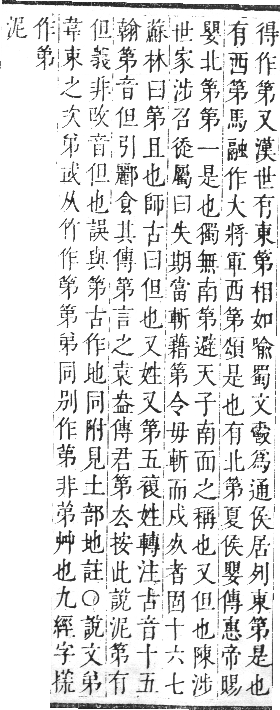 得作第又漢世有東第相如喻蜀文爵爲通侯居列東第是也
有西第馬融作大將軍西第頌是也有北第夏侯嬰傳惠帝賜
嬰北第第一是也獨無南第避天子南面之稱也又但也陳涉
世家涉召徒屬曰失期當斬藉第令毋斬而戍死者固十六七
蘇林曰第且也師古曰但也又姓又第五複姓轉注古音十五
翰第音但引酈食其傳第言之袁盎傳君第去按此說泥第有
但義非改音但也誤與第古作地同附見土部地註〇說文弟
韋束之次弟或从竹作第第弟同別作苐非苐艸也九經字樣
作第
泥